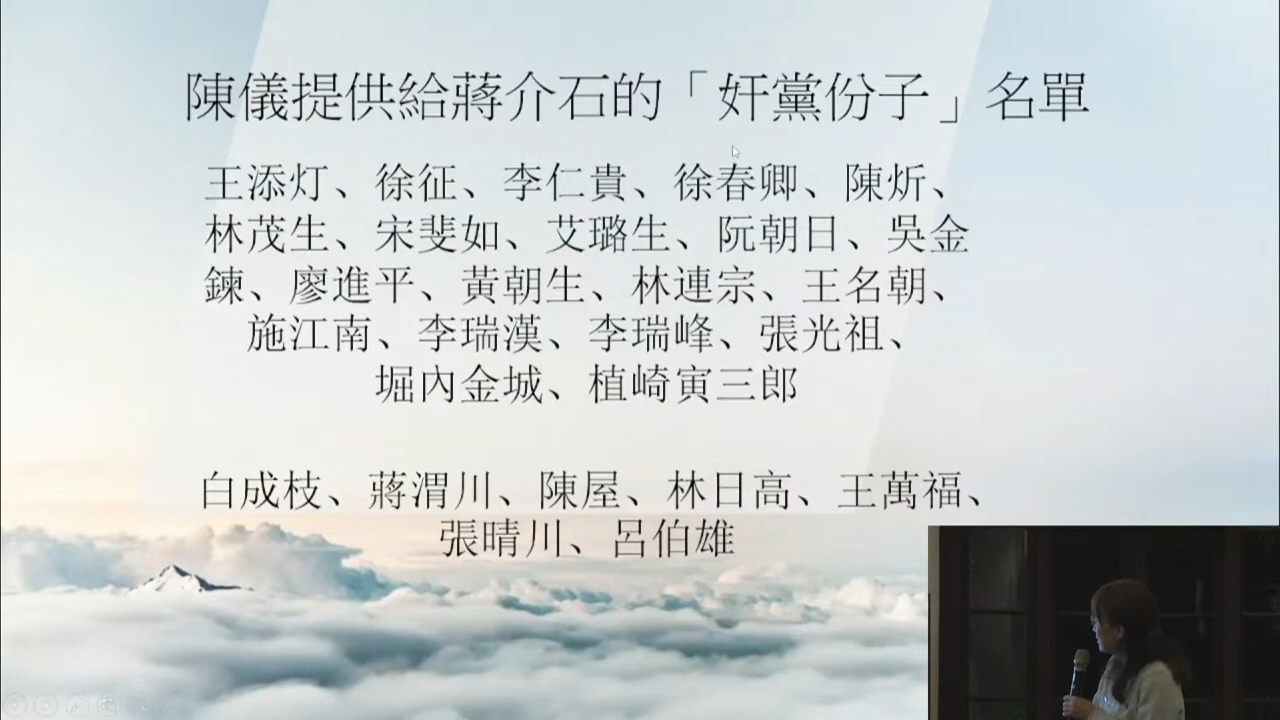 陳儀提供給蔣介石的「奸黨份子」名單
王添灯、徐征、李仁貴、徐春卿、陳炘、
林茂生、宋斐如、艾璐生、阮朝日、吳金
鍊、廖進平、黃朝生、林連宗、王名朝、
施江南、李瑞漢、李瑞峰、張光祖、
堀內金城、植崎寅三郎
白成枝、蔣渭川、陳屋、林日高、王萬福、
張晴川、呂伯雄